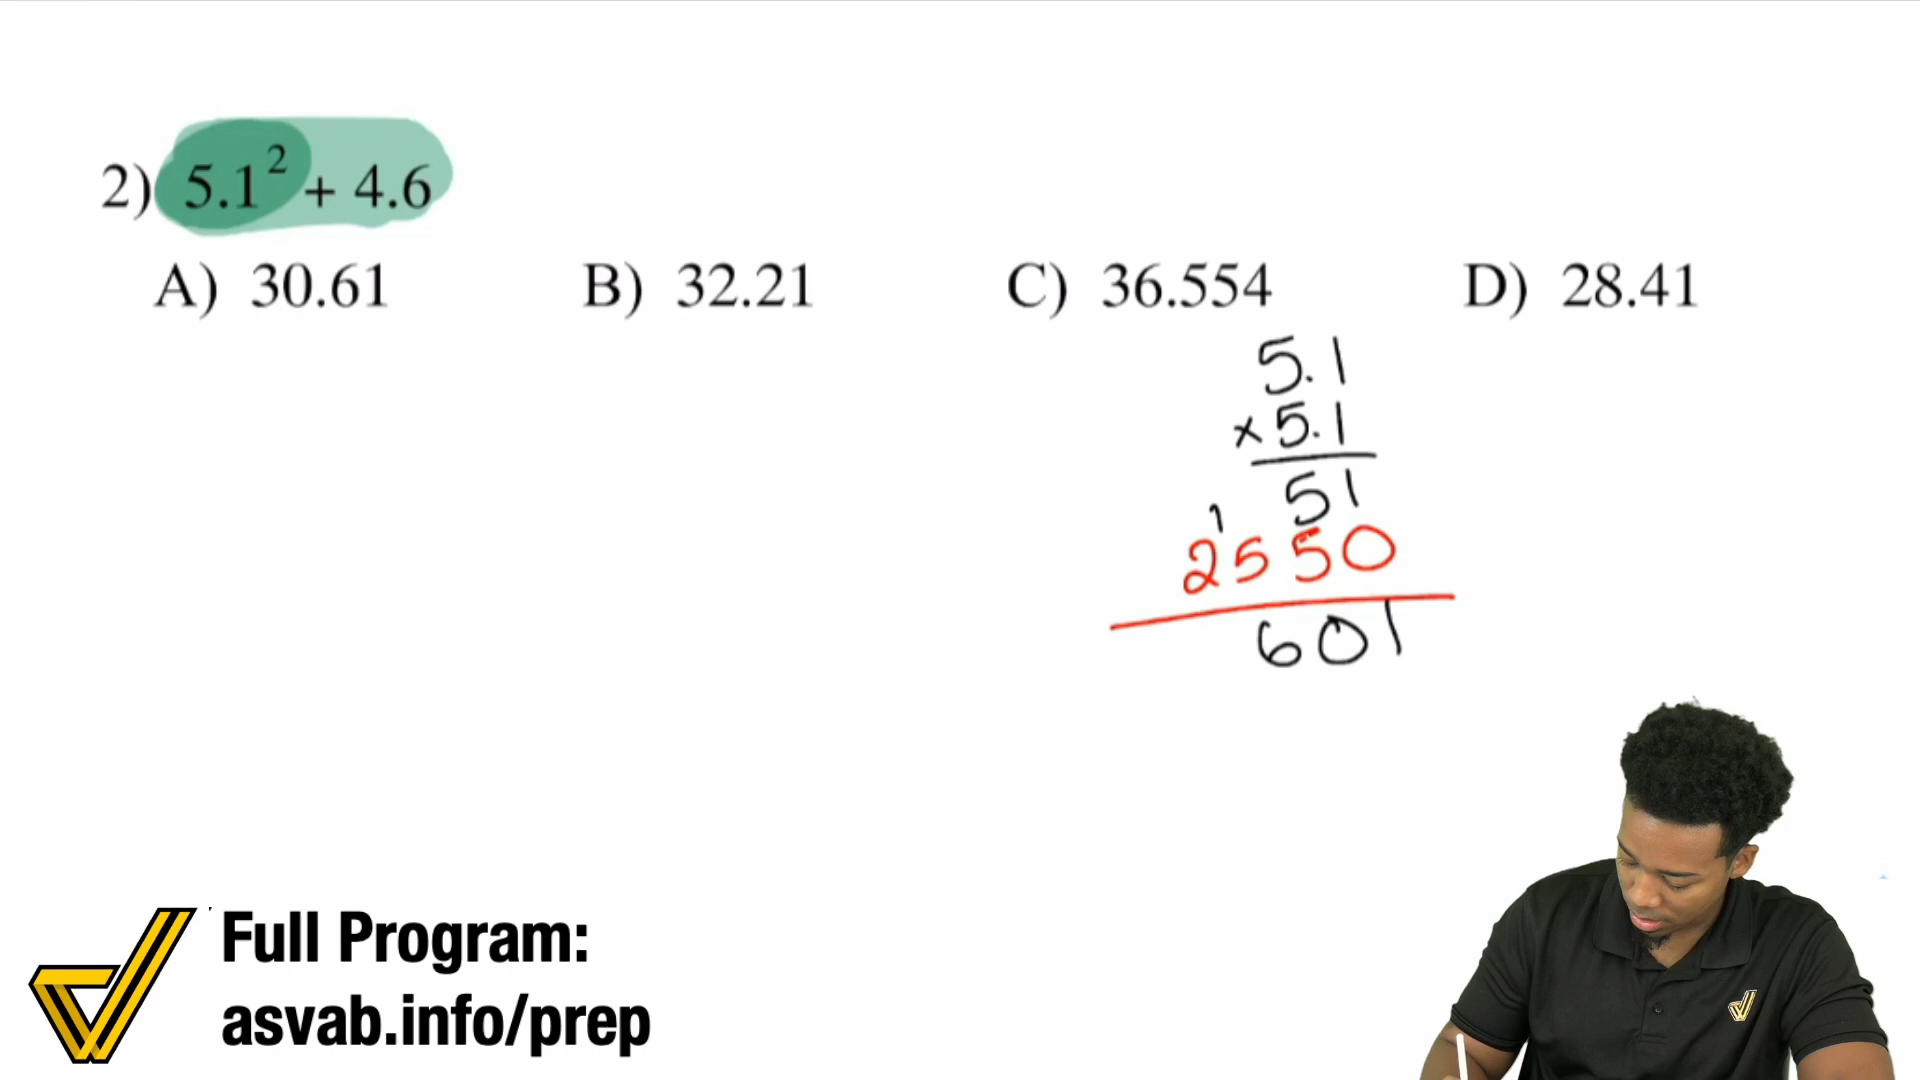 2) 5.1² + 4.6
A) 30.61 B) 32.21 C) 36.554 D) 28.41
5.1
× 5.1
51
1
2550
601
Full Program:
asvab.info/prep